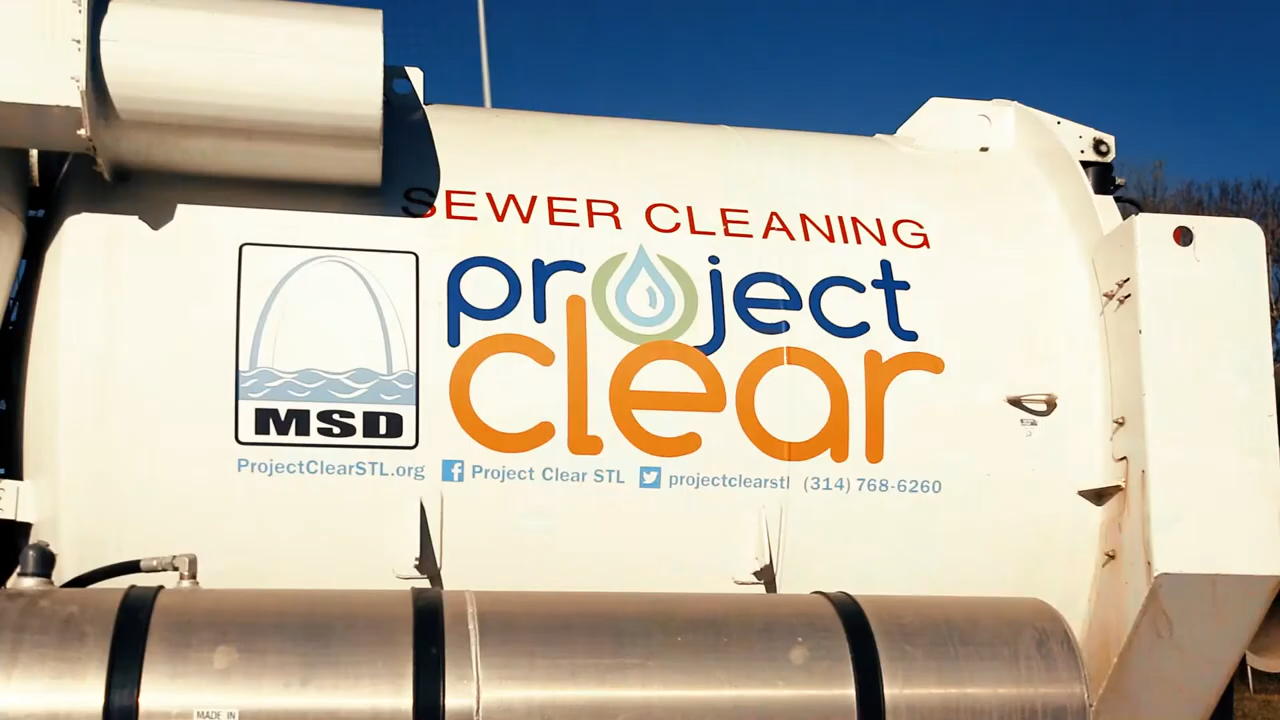 SEWER CLEANING
project
clear
MSD
ProjectClearSTL.org Project Clear STL projectclearstl (314) 768-6260
MADE IN